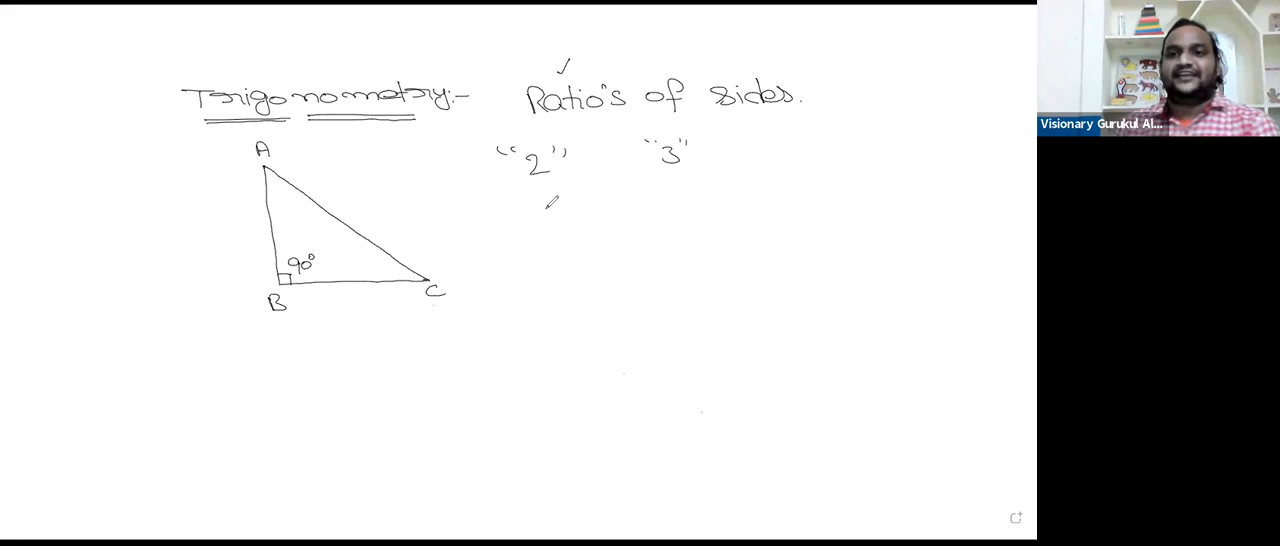 Trigonometry:- Ratio's of sides.
"2" "3"
A
90°
B
C
Visionary Gurukul Al...